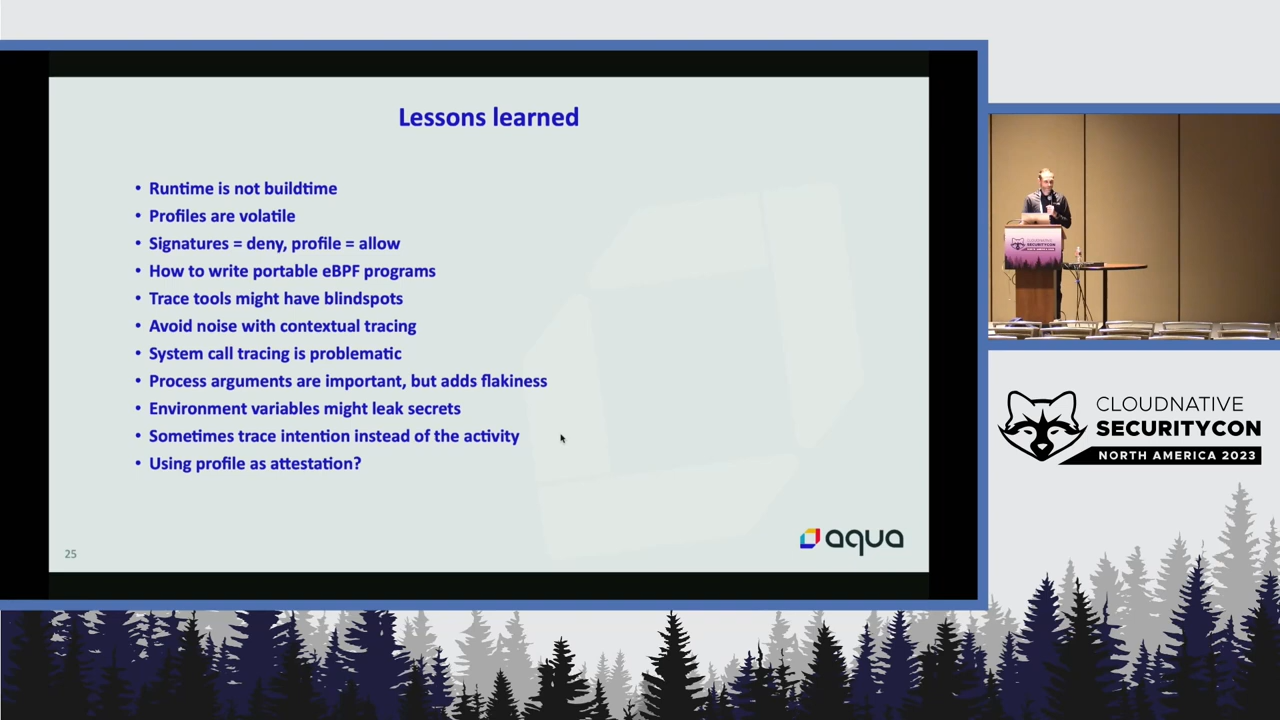 Lessons learned
• Runtime is not buildtime
• Profiles are volatile
• Signatures = deny, profile = allow
• How to write portable eBPF programs
• Trace tools might have blindspots
• Avoid noise with contextual tracing
• System call tracing is problematic
• Process arguments are important, but adds flakiness
• Environment variables might leak secrets
• Sometimes trace intention instead of the activity
• Using profile as attestation?
25
aqua
CLOUDNATIVE
SECURITYCON
NORTH AMERICA 2023